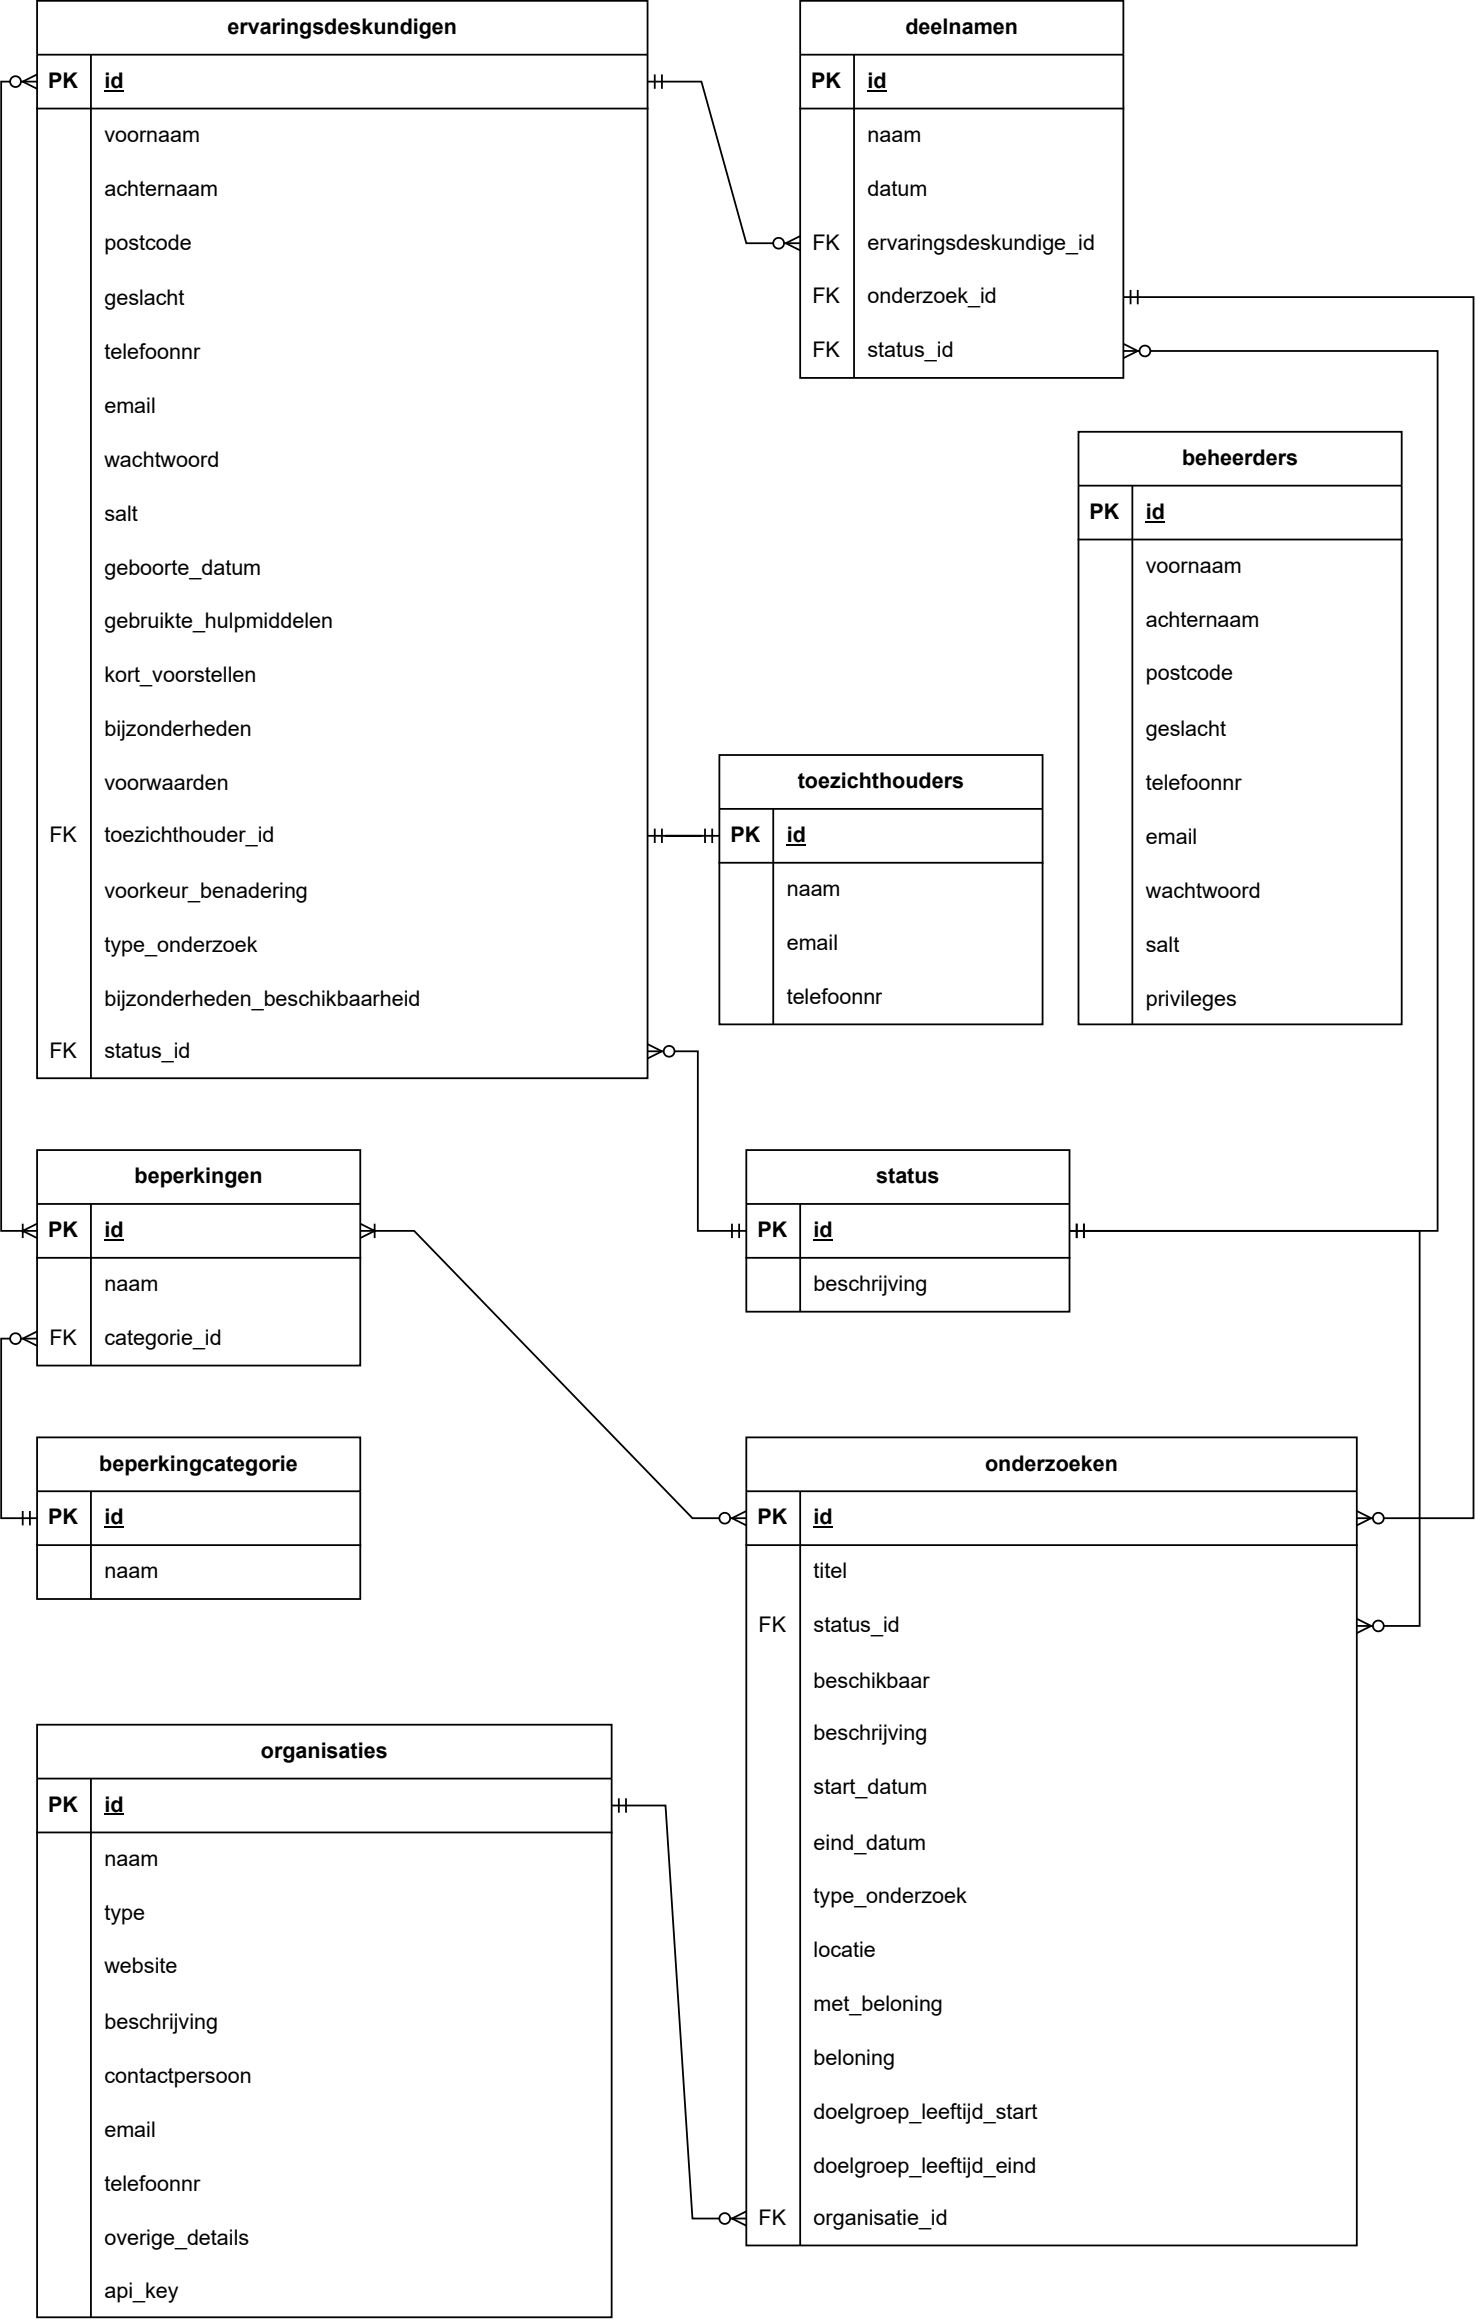 ervaringsdeskundigen
PK id
voornaam
achternaam
postcode
geslacht
telefoonnr
email
wachtwoord
salt
geboorte_datum
gebruikte_hulpmiddelen
kort_voorstellen
bijzonderheden
voorwaarden
FK toezichthouder_id
voorkeur_benadering
type_onderzoek
bijzonderheden_beschikbaarheid
FK status_id
deelnamen
PK id
naam
datum
FK ervaringsdeskundige_id
FK onderzoek_id
FK status_id
beheerders
PK id
voornaam
achternaam
postcode
geslacht
telefoonnr
email
wachtwoord
salt
privileges
toezichthouders
PK id
naam
email
telefoonnr
beperkingen
PK id
naam
FK categorie_id
status
PK id
beschrijving
beperkingcategorie
PK id
naam
onderzoeken
PK id
titel
FK status_id
beschikbaar
beschrijving
start_datum
eind_datum
type_onderzoek
locatie
met_beloning
beloning
doelgroep_leeftijd_start
doelgroep_leeftijd_eind
FK organisatie_id
organisaties
PK id
naam
type
website
beschrijving
contactpersoon
email
telefoonnr
overige_details
api_key